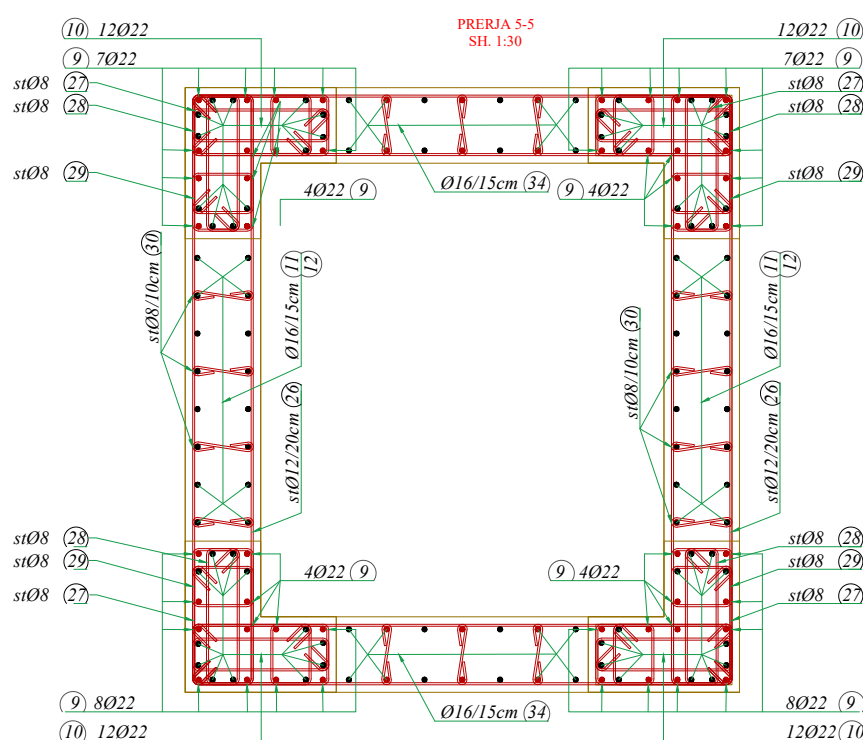 PRERJA 5-5
SH. 1:30
(10) 12Ø22
12Ø22 (10)
(9) 7Ø22
7Ø22 (9)
stØ8 (27)
stØ8 (27)
stØ8 (28)
stØ8 (28)
stØ8 (29)
stØ8 (29)
4Ø22 (9)
Ø16/15cm (34)
(9) 4Ø22
stØ8/10cm (30)
Ø16/15cm (11)
(12)
stØ12/20cm (26)
stØ8/10cm (30)
Ø16/15cm (11)
(12)
stØ12/20cm (26)
stØ8 (28)
stØ8 (28)
stØ8 (29)
stØ8 (29)
4Ø22 (9)
(9) 4Ø22
stØ8 (27)
stØ8 (27)
(9) 8Ø22
Ø16/15cm (34)
8Ø22 (9)
(10) 12Ø22
12Ø22 (10)